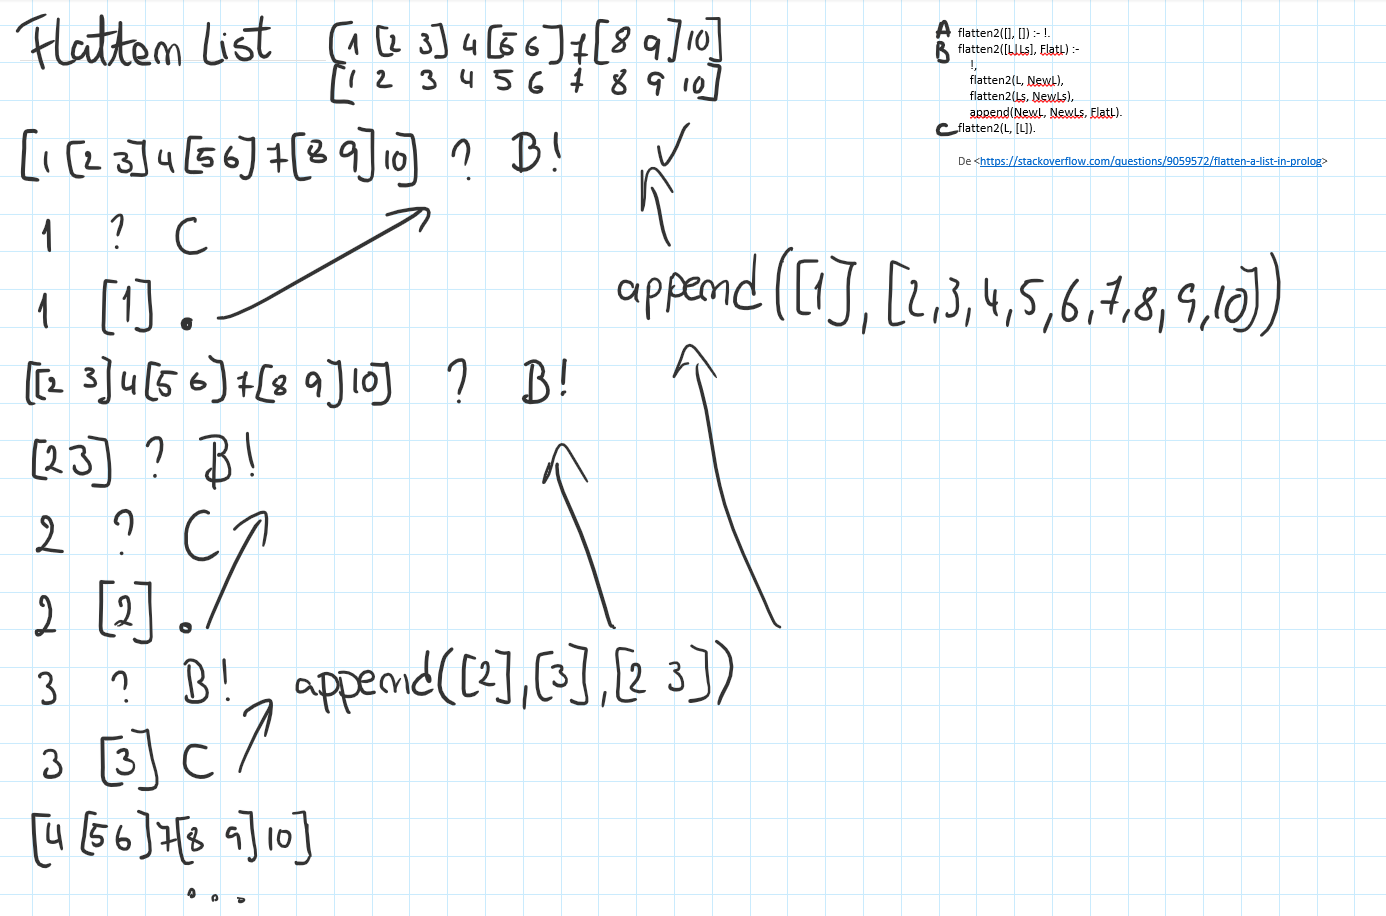 Flatten List [1 [2 3] 4 [5 6] 7 [8 9] 10]
[1 2 3 4 5 6 7 8 9 10]
A flatten2([], []) :- !.
B flatten2([L|Ls], FlatL) :-
!,
flatten2(L, NewL),
flatten2(Ls, NewLs),
append(NewL, NewLs, FlatL).
C flatten2(L, [L]).
De <https://stackoverflow.com/questions/9059572/flatten-a-list-in-prolog>
[1 [2 3] 4 [5 6] 7 [8 9] 10] ? B! ✓
1 ? C
append([1], [2,3,4,5,6,7,8,9,10])
1 [1] .
[[2 3] 4 [5 6] 7 [8 9] 10] ? B!
[2 3] ? B!
2 ? C
2 [2] .
3 ? B! append([2],[3],[2 3])
3 [3] C
[4 [5 6] 7 [8 9] 10]
...